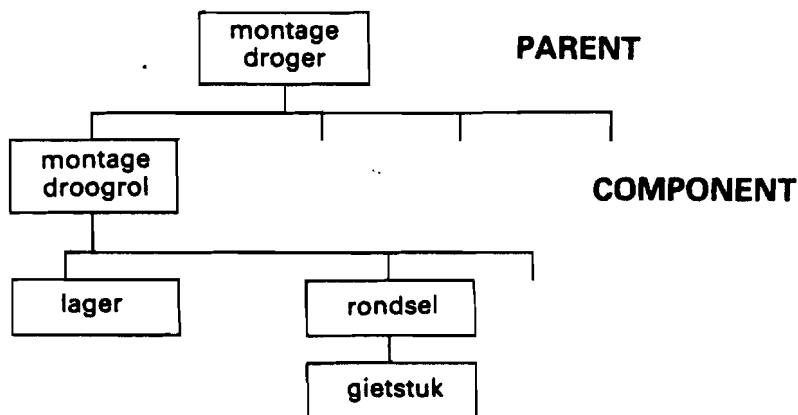 montage
droger
PARENT
montage
droogrol
COMPONENT
lager
rondsel
gietstuk